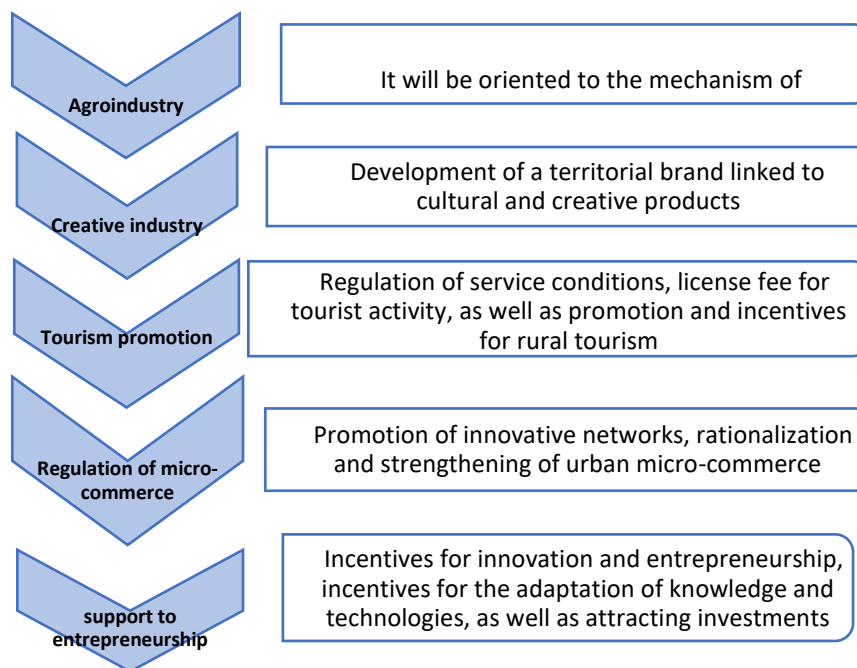 Agroindustry
It will be oriented to the mechanism of
Creative industry
Development of a territorial brand linked to
cultural and creative products
Tourism promotion
Regulation of service conditions, license fee for
tourist activity, as well as promotion and incentives
for rural tourism
Regulation of micro-
commerce
Promotion of innovative networks, rationalization
and strengthening of urban micro-commerce
support to
entrepreneurship
Incentives for innovation and entrepreneurship,
incentives for the adaptation of knowledge and
technologies, as well as attracting investments